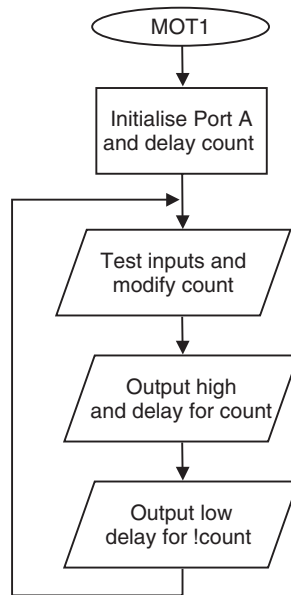 MOT1
Initialise Port A
and delay count
Test inputs and
modify count
Output high
and delay for count
Output low
delay for !count